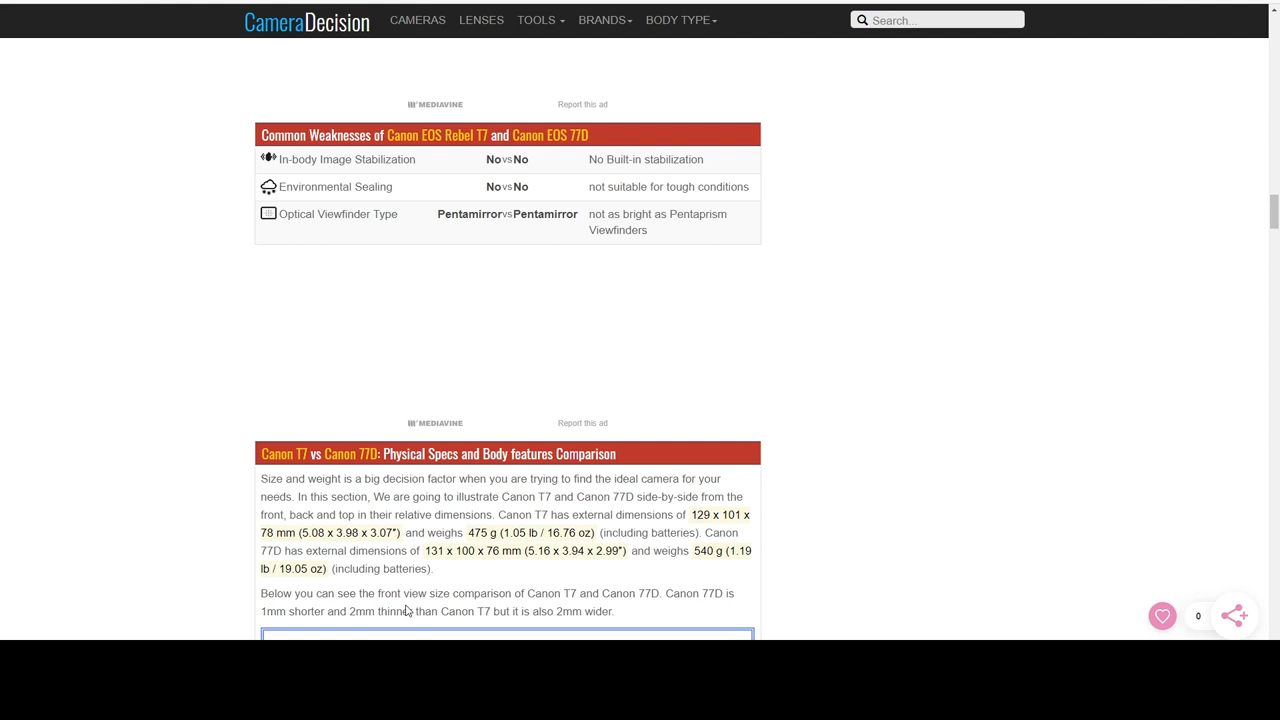 CameraDecision CAMERAS LENSES TOOLS BRANDS BODY TYPE Search...
MEDIAVINE Report this ad
Common Weaknesses of Canon EOS Rebel T7 and Canon EOS 77D
In-body Image Stabilization No vs No No Built-in stabilization
Environmental Sealing No vs No not suitable for tough conditions
Optical Viewfinder Type Pentamirror vs Pentamirror not as bright as Pentaprism
Viewfinders
MEDIAVINE Report this ad
Canon T7 vs Canon 77D: Physical Specs and Body features Comparison
Size and weight is a big decision factor when you are trying to find the ideal camera for your
needs. In this section, We are going to illustrate Canon T7 and Canon 77D side-by-side from the
front, back and top in their relative dimensions. Canon T7 has external dimensions of 129 x 101 x
78 mm (5.08 x 3.98 x 3.07″) and weighs 475 g (1.05 lb / 16.76 oz) (including batteries). Canon
77D has external dimensions of 131 x 100 x 76 mm (5.16 x 3.94 x 2.99″) and weighs 540 g (1.19
lb / 19.05 oz) (including batteries).
Below you can see the front view size comparison of Canon T7 and Canon 77D. Canon 77D is
1mm shorter and 2mm thinner than Canon T7 but it is also 2mm wider.
0